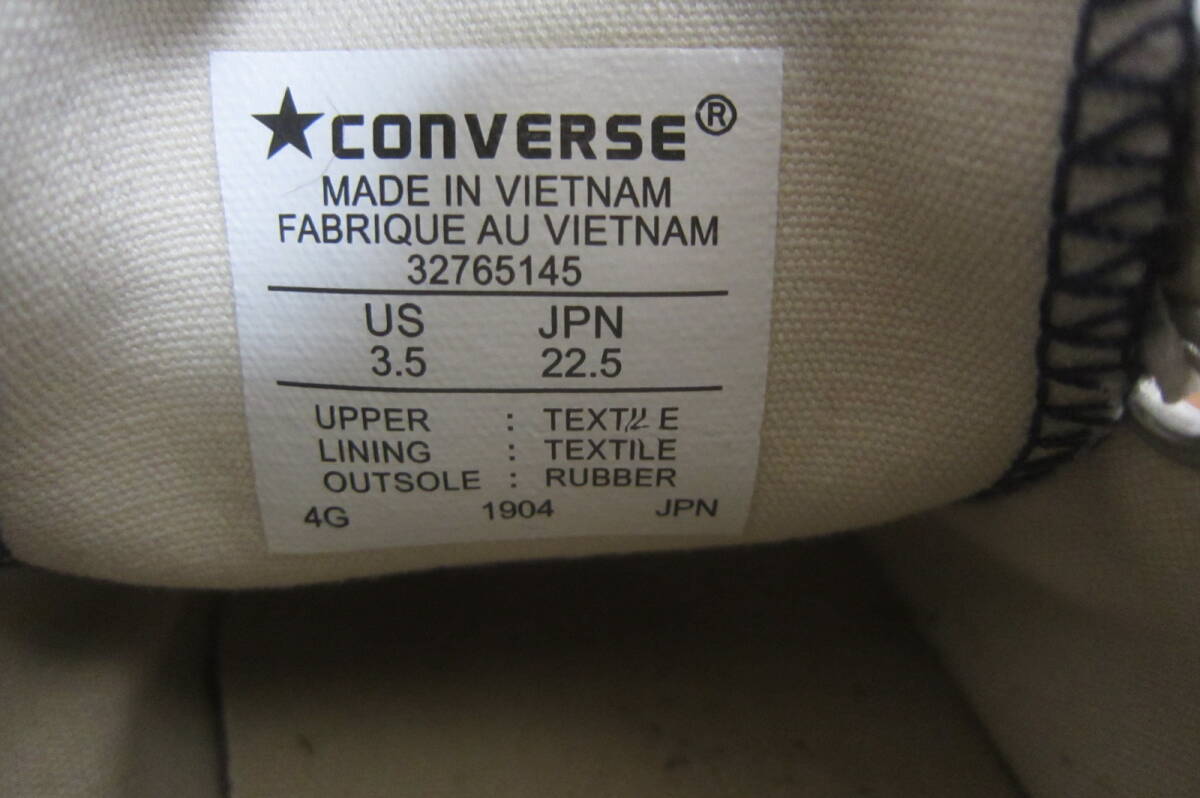 ★CONVERSE®
MADE IN VIETNAM
FABRIQUE AU VIETNAM
32765145
US JPN
3.5 22.5
UPPER : TEXTILE
LINING : TEXTILE
OUTSOLE : RUBBER
4G 1904 JPN